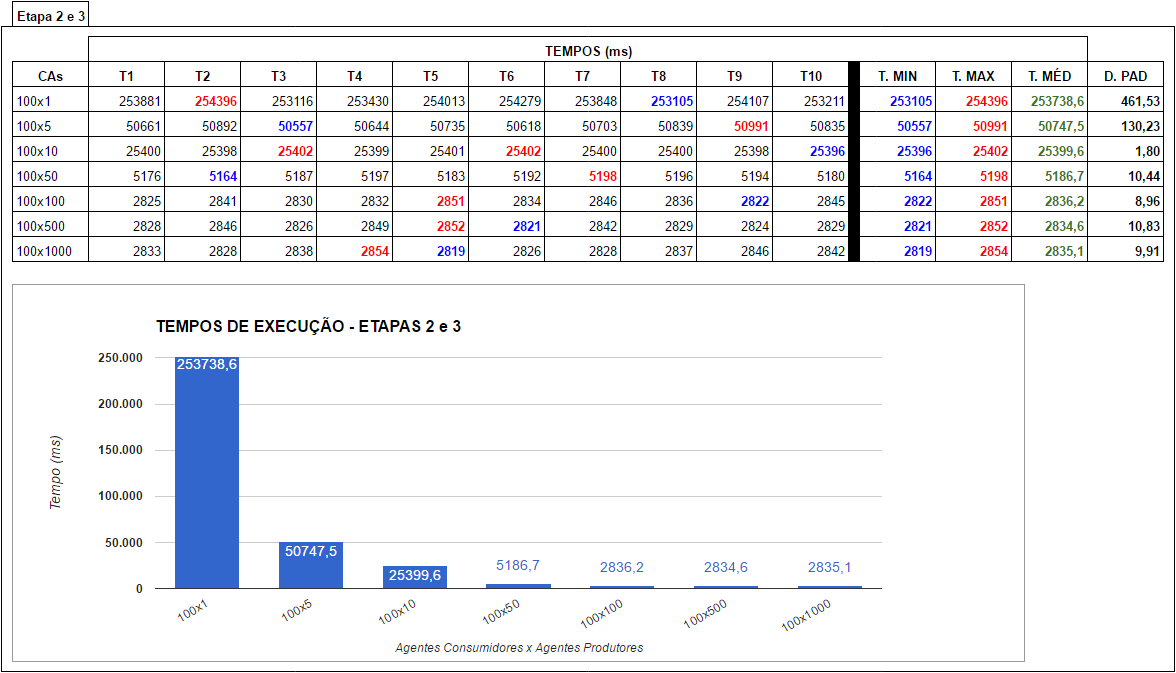 Etapa 2 e 3
TEMPOS (ms)
CAs T1 T2 T3 T4 T5 T6 T7 T8 T9 T10 T. MIN T. MAX T. MÉD D. PAD
100x1 253881 254396 253116 253430 254013 254279 253848 253105 254107 253211 253105 254396 253738,6 461,53
100x5 50661 50892 50557 50644 50735 50618 50703 50839 50991 50835 50557 50991 50747,5 130,23
100x10 25400 25398 25402 25399 25401 25402 25400 25400 25398 25396 25396 25402 25399,6 1,80
100x50 5176 5164 5187 5197 5183 5192 5198 5196 5194 5180 5164 5198 5186,7 10,44
100x100 2825 2841 2830 2832 2851 2834 2846 2836 2822 2845 2822 2851 2836,2 8,96
100x500 2828 2846 2826 2849 2852 2821 2842 2829 2824 2829 2821 2852 2834,6 10,83
100x1000 2833 2828 2838 2854 2819 2826 2828 2837 2846 2842 2819 2854 2835,1 9,91
TEMPOS DE EXECUÇÃO - ETAPAS 2 e 3
Tempo (ms)
250.000
200.000
150.000
100.000
50.000
0
253738,6
50747,5
25399,6
5186,7
2836,2
2834,6
2835,1
100x1
100x5
100x10
100x50
100x100
100x500
100x1000
Agentes Consumidores x Agentes Produtores